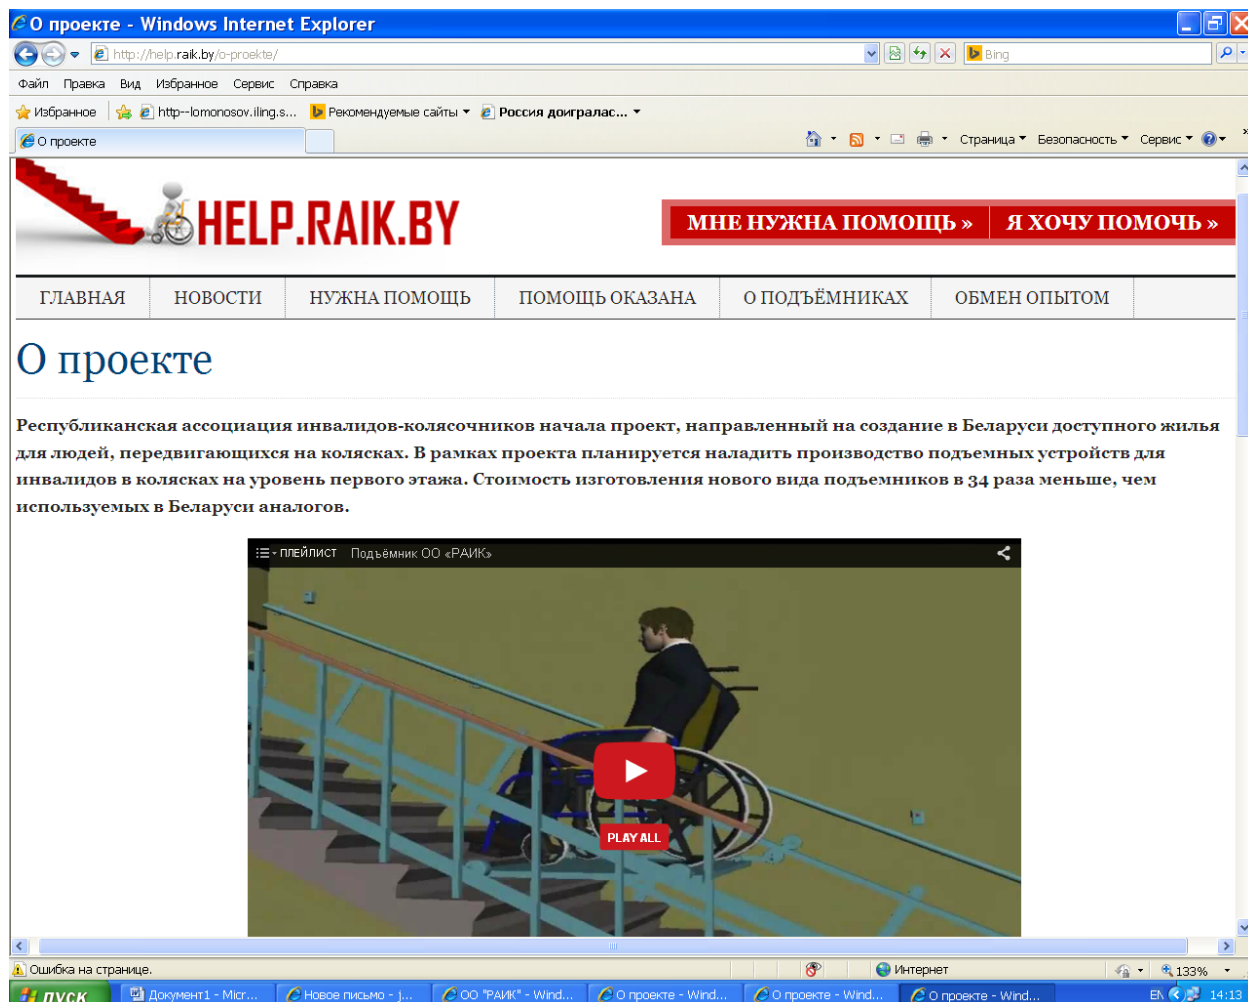 О проекте - Windows Internet Explorer
http://help.raik.by/o-proekte/
Bing
Файл Правка Вид Избранное Сервис Справка
Избранное http--lomonosov.iling.s... Рекомендуемые сайты Россия доигралас...
О проекте
Страница Безопасность Сервис
HELP.RAIK.BY
МНЕ НУЖНА ПОМОЩЬ » Я ХОЧУ ПОМОЧЬ »
ГЛАВНАЯ НОВОСТИ НУЖНА ПОМОЩЬ ПОМОЩЬ ОКАЗАНА О ПОДЪЁМНИКАХ ОБМЕН ОПЫТОМ
О проекте
Республиканская ассоциация инвалидов-колясочников начала проект, направленный на создание в Беларуси доступного жилья
для людей, передвигающихся на колясках. В рамках проекта планируется наладить производство подъемных устройств для
инвалидов в колясках на уровень первого этажа. Стоимость изготовления нового вида подъемников в 34 раза меньше, чем
используемых в Беларуси аналогов.
ПЛЕЙЛИСТ Подъёмник ОО «РАИК»
PLAY ALL
Ошибка на странице. Интернет 133%
пуск Документ1 - Micr... Новое письмо - j... ОО "РАИК" - Wind... О проекте - Wind... О проекте - Wind... О проекте - Wind... EN 14:13